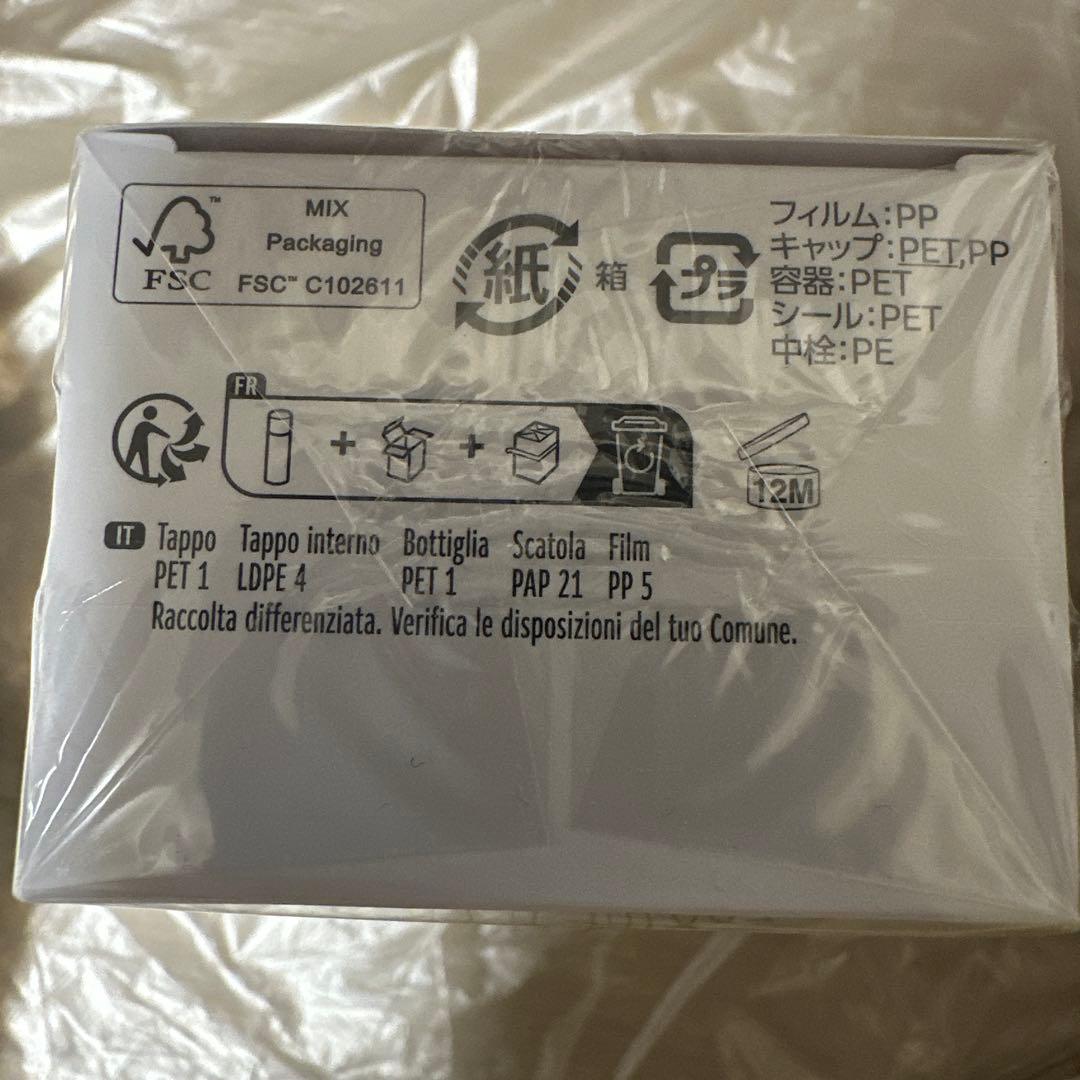 MIX
Packaging
FSC™ C102611
FSC
紙 箱
プラ
フィルム:PP
キャップ:PET,PP
容器:PET
シール:PET
中栓:PE
FR
12M
IT Tappo Tappo interno Bottiglia Scatola Film
PET 1 LDPE 4 PET 1 PAP 21 PP 5
Raccolta differenziata. Verifica le disposizioni del tuo Comune.